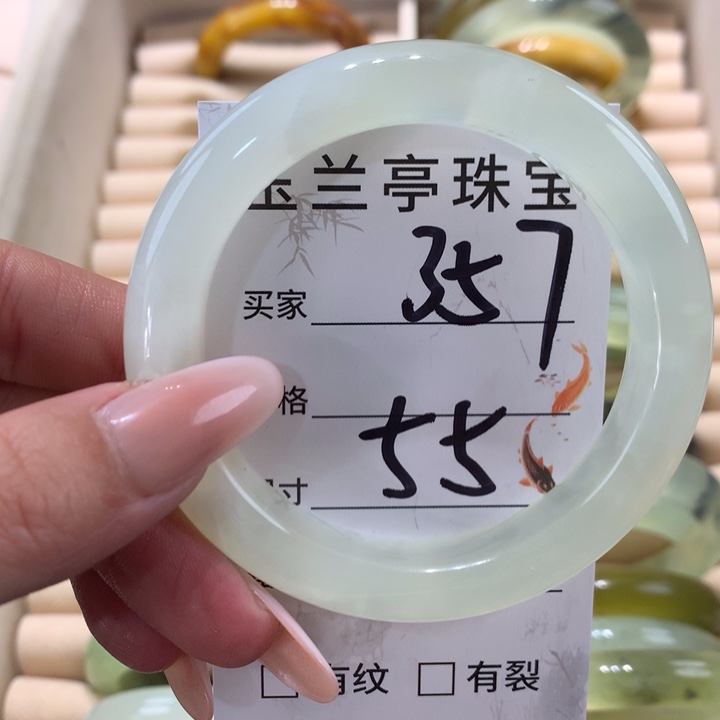 玉兰亭珠宝
买家 357
格
寸 55
有纹 有裂